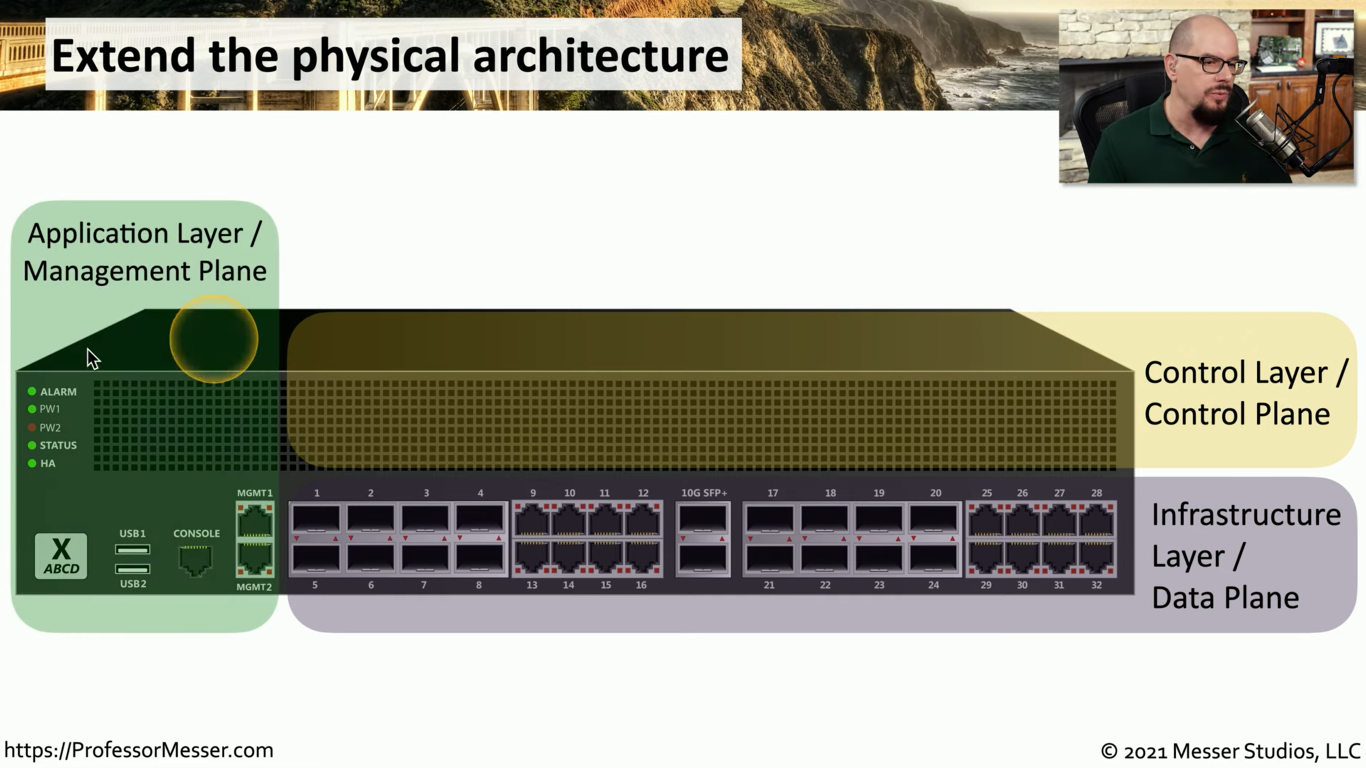 Extend the physical architecture
Application Layer /
Management Plane
Control Layer /
Control Plane
ALARM
PW1
PW2
STATUS
HA
MGMT1
1 2 3 4 9 10 11 12 10G SFP+ 17 18 19 20 25 26 27 28
X
ABCD
USB1
USB2
CONSOLE
MGMT2
5 6 7 8 13 14 15 16 21 22 23 24 29 30 31 32
Infrastructure
Layer /
Data Plane
https://ProfessorMesser.com
© 2021 Messer Studios, LLC